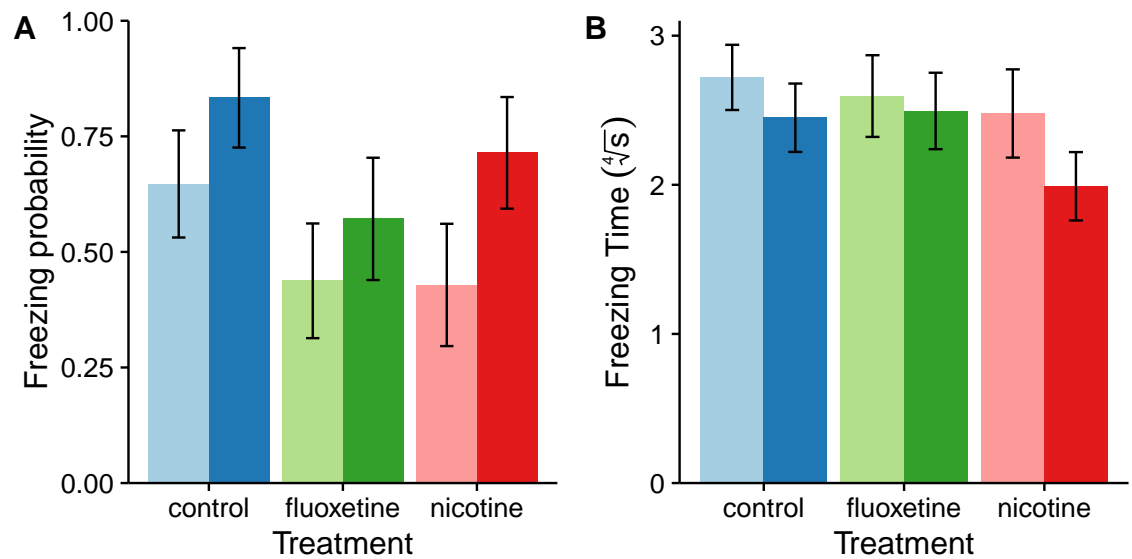 A
Freezing probability
1.00
0.75
0.50
0.25
0.00
control fluoxetine nicotine
Treatment
B
Freezing Time (∜s)
3
2
1
0
control fluoxetine nicotine
Treatment